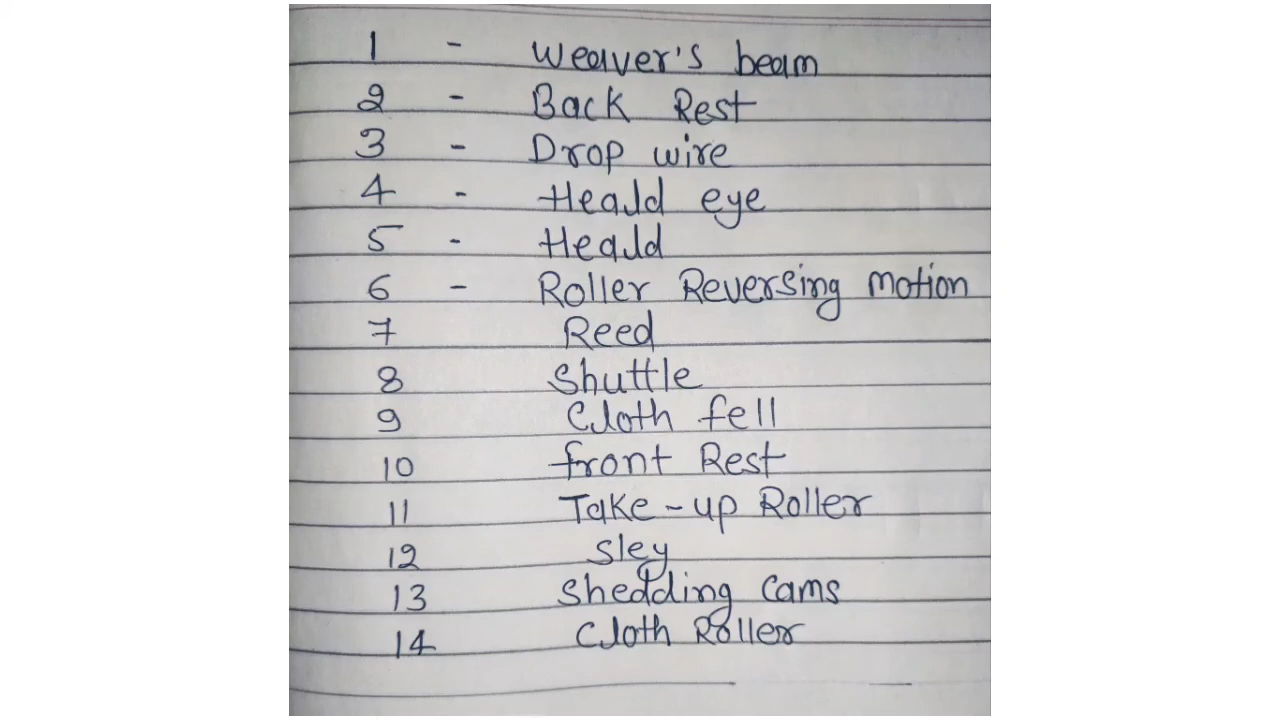 1 - Weaver's beam
2 - Back Rest
3 - Drop wire
4 - Heald eye
5 - Heald
6 - Roller Reversing motion
7 Reed
8 Shuttle
9 Cloth fell
10 front Rest
11 Take-up Roller
12 Sley
13 Shedding Cams
14 Cloth Roller